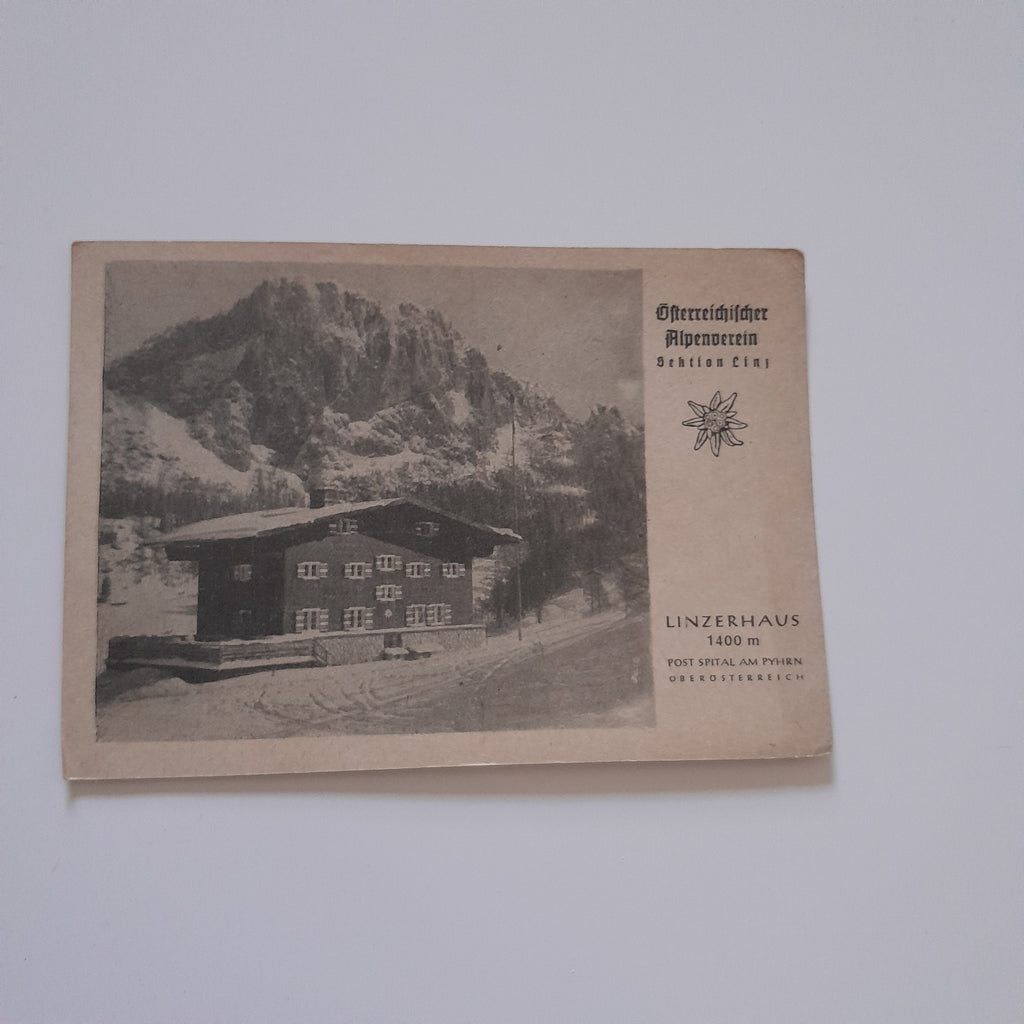 Österreichischer
Alpenverein
Sektion Linz
LINZERHAUS
1400 m
POST SPITAL AM PYHRN
OBERÖSTERREICH